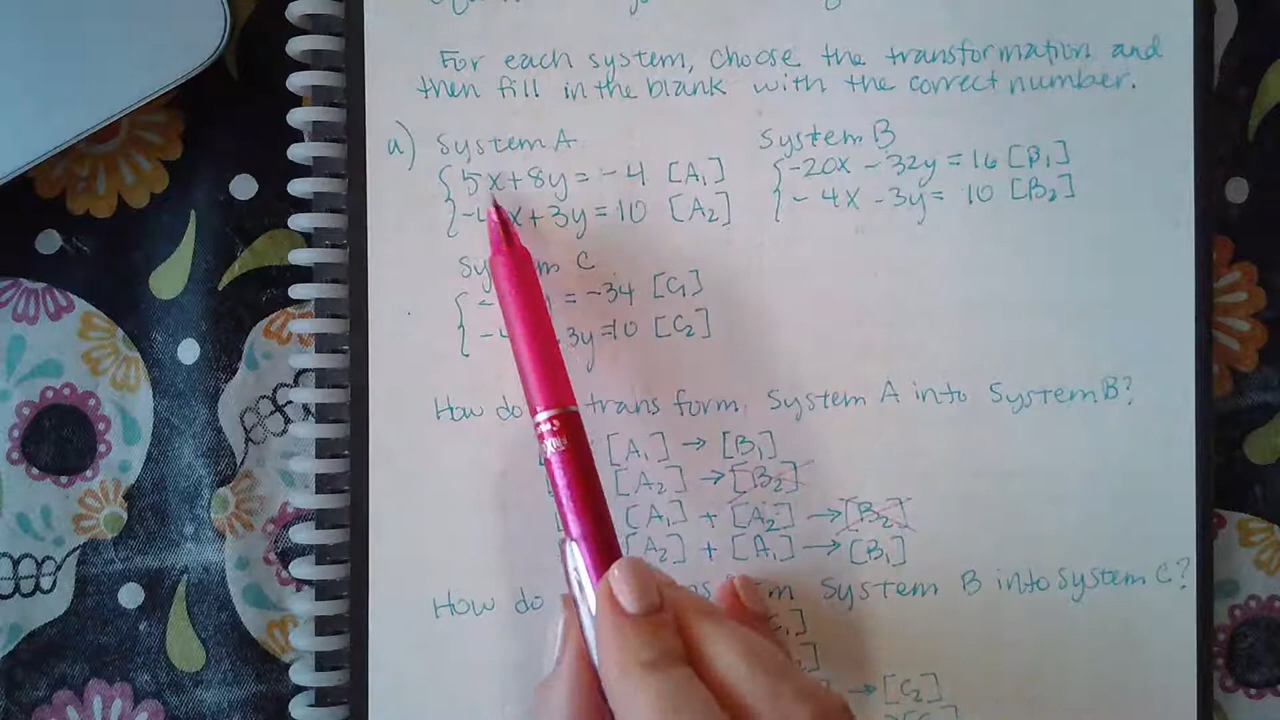 For each system, choose the transformation and
then fill in the blank with the correct number.
a) System A
{5x+8y=-4 [A₁]
x+3y=10 [A₂]
System B
{-20x-32y=16 [B₁]
-4x-3y=10 [B₂]
C
=-34 [C₁]
3y=10 [C₂]
How do transform System A into System B?
[A₁] → [B₁]
[A₂] → [B₂]
[A₁] + [A₂] → [B₂]
[A₂] + [A₁] → [B₁]
How do System B into System C?
→ [C₂]